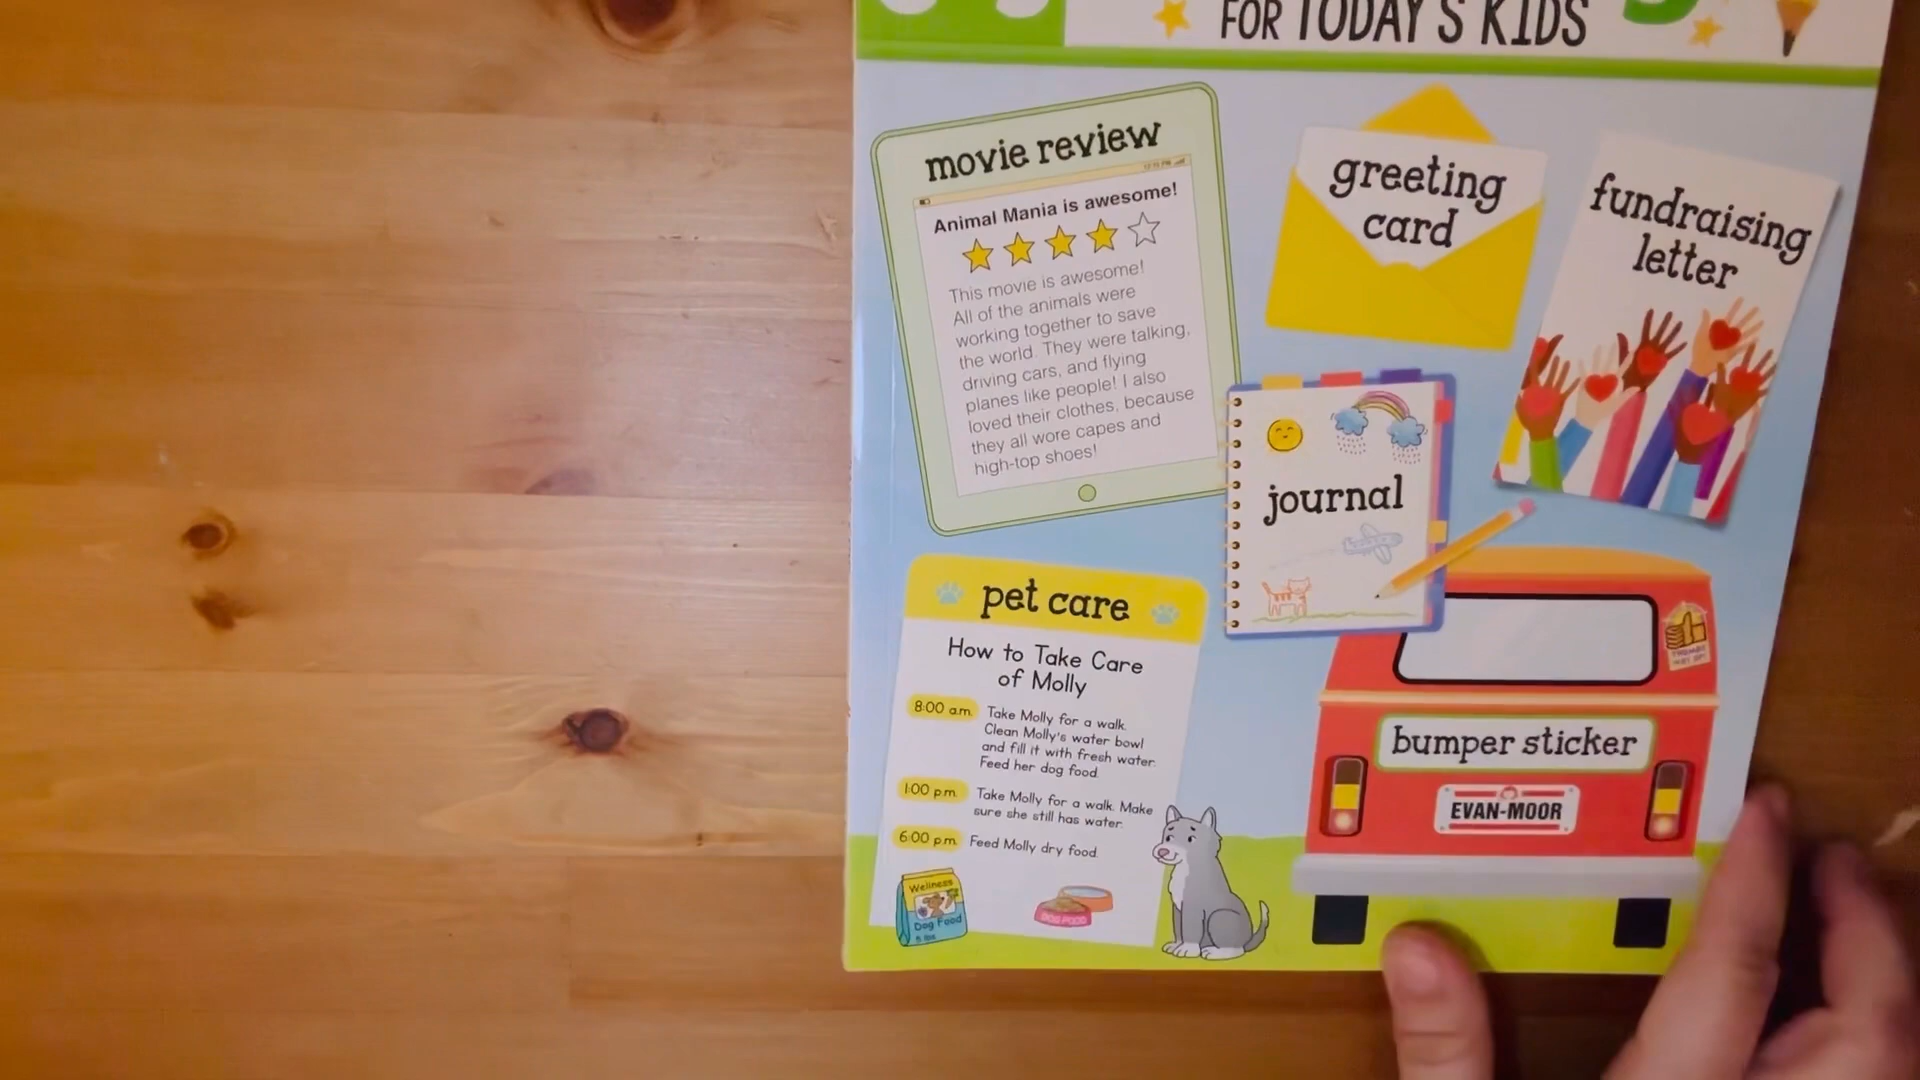 FOR TODAY'S KIDS
movie review
Animal Mania is awesome!
This movie is awesome!
All of the animals were
working together to save
the world. They were talking,
driving cars, and flying
planes like people! I also
loved their clothes, because
they all wore capes and
high-top shoes!
greeting
card
fundraising
letter
journal
pet care
How to Take Care
of Molly
8:00 a.m.
Take Molly for a walk.
Clean Molly's water bowl
and fill it with fresh water.
Feed her dog food.
1:00 p.m.
Take Molly for a walk. Make
sure she still has water.
6:00 p.m.
Feed Molly dry food.
Wellness
Dog Food
5 lbs
DOG FOOD
bumper sticker
EVAN-MOOR